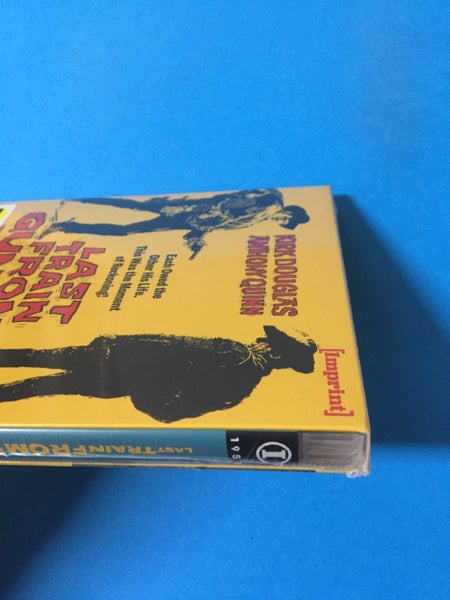 KIRK DOUGLAS
ANTHONY QUINN
Each Owed the
Other His Life.
This Was the Moment
of Reckoning!
LAST
TRAIN
FROM
GUN
[Imprint]
LAST TRAIN FROM
I
195